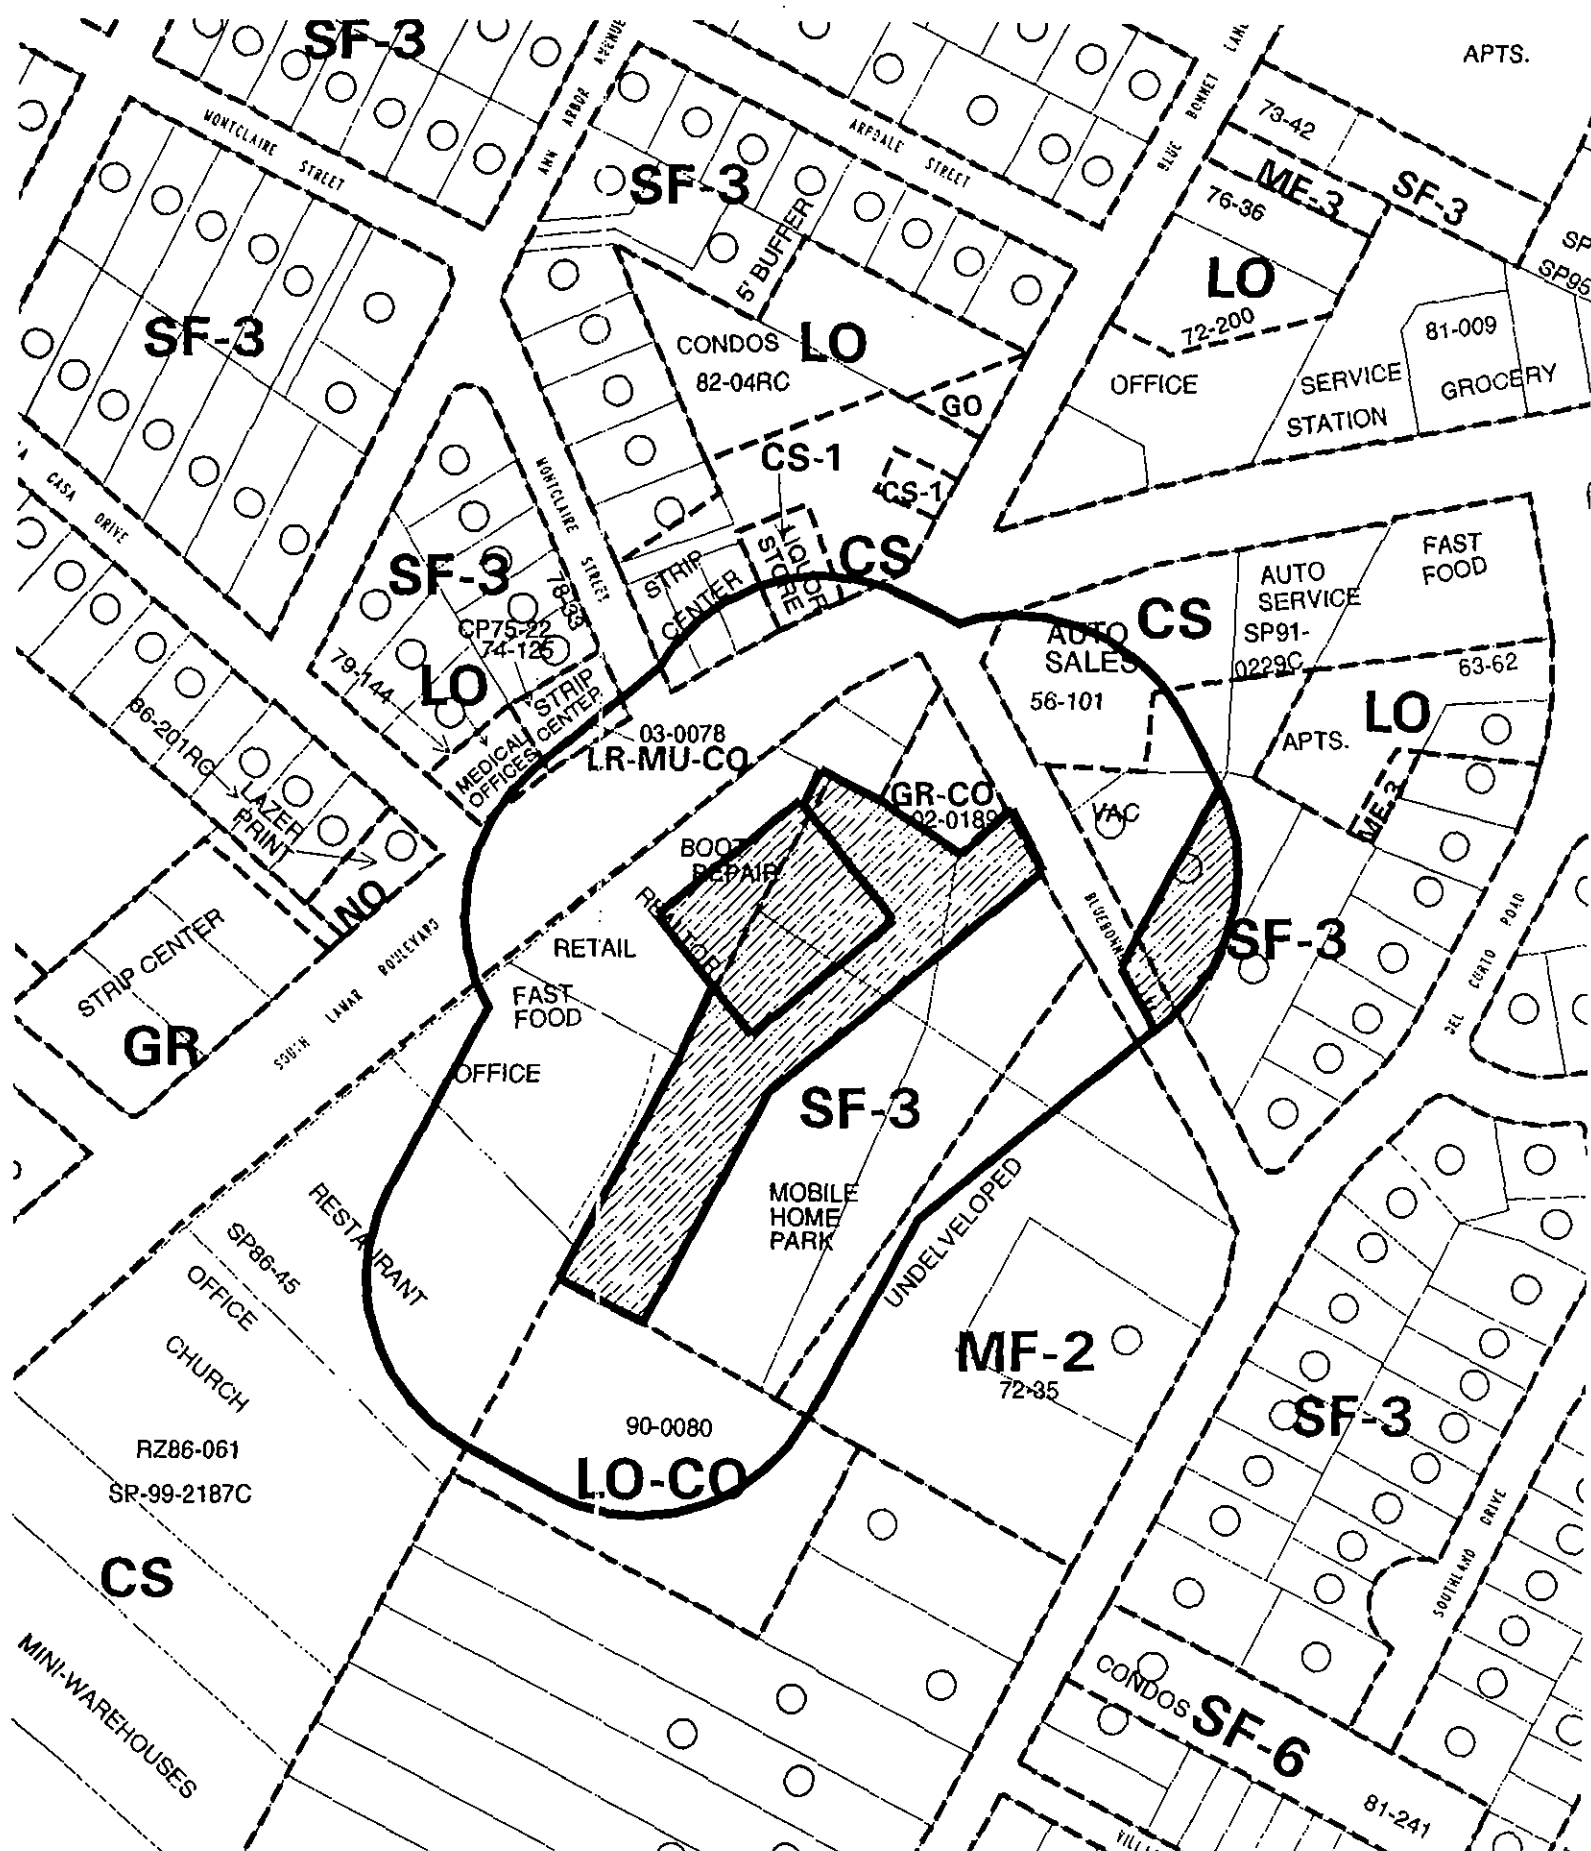 SF-3
APTS.
MONTCLAIRE STREET
ANN ARBOR AVENUE
ARPDALE STREET
BLUE BONNET LANE
73-42
SF-3
ME-3
SF-3
76-36
SP
SP95
5' BUFFER
LO
72-200
SF-3
CONDOS
LO
82-04RC
81-009
OFFICE
SERVICE
STATION
GROCERY
GO
CS-1
CS-1
CASA DRIVE
MONTCLAIRE STREET
SF-3
STRIP
CENTER
LIQUOR
STORE
CS
FAST
FOOD
AUTO
SERVICE
78-33
CP75-22
74-125
AUTO
SALES
CS
SP91-
0229C
63-62
79-144
LO
STRIP
CENTER
56-101
LO
86-201RG
03-0078
LR-MU-CO
MEDICAL
OFFICES
APTS.
GR-CO
02-0189
VAC
ME-3
LAZER
PRINT
BOOT
REPAIR
REALTOR
NO
BLUEBONN
SF-3
DEL CURTO ROAD
STRIP CENTER
RETAIL
SOUTH LAMAR BOULEVARD
FAST
FOOD
GR
OFFICE
SF-3
RESTAURANT
SP86-45
OFFICE
MOBILE
HOME
PARK
UNDELVELOPED
CHURCH
MF-2
72-35
SF-3
90-0080
RZ86-061
SP-99-2187C
LO-CO
CS
SOUTHLAND DRIVE
MINI-WAREHOUSES
CONDOS
SF-6
81-241
VILLA